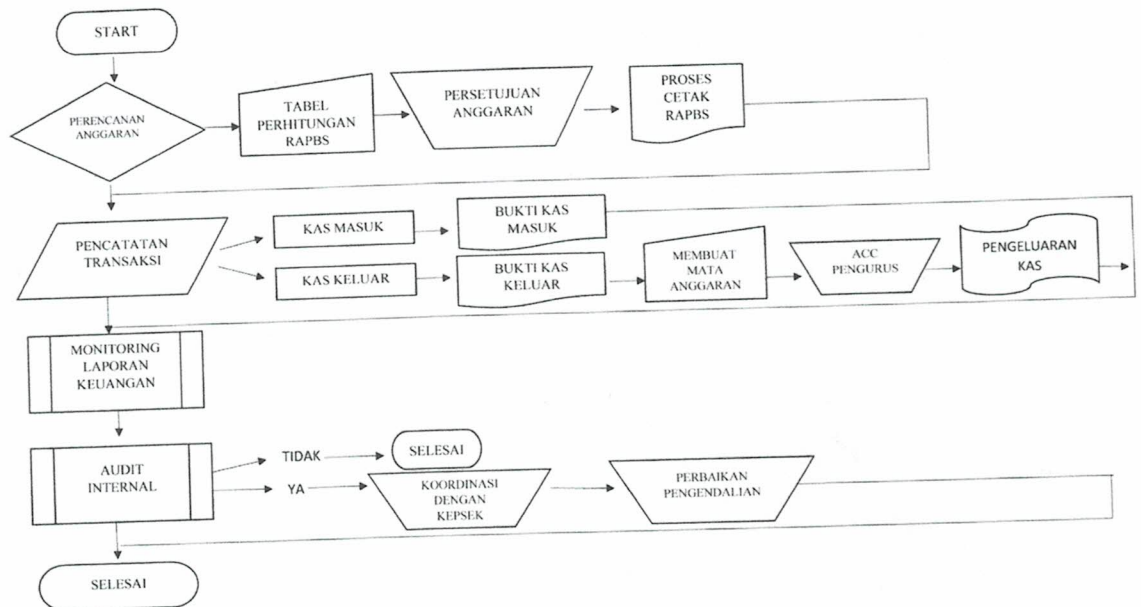 START
PERENCANAN
ANGGARAN
TABEL
PERHITUNGAN
RAPBS
PERSETUJUAN
ANGGARAN
PROSES
CETAK
RAPBS
PENCATATAN
TRANSAKSI
KAS MASUK
BUKTI KAS
MASUK
KAS KELUAR
BUKTI KAS
KELUAR
MEMBUAT
MATA
ANGGARAN
ACC
PENGURUS
PENGELUARAN
KAS
MONITORING
LAPORAN
KEUANGAN
AUDIT
INTERNAL
TIDAK
SELESAI
YA
KOORDINASI
DENGAN
KEPSEK
PERBAIKAN
PENGENDALIAN
SELESAI